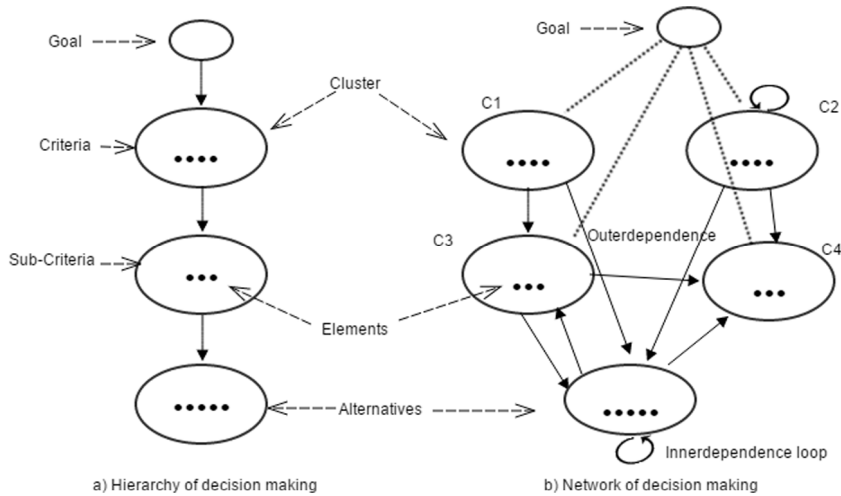 Goal
Goal
Cluster
C1
C2
Criteria
C3
Outerdependence
C4
Sub-Criteria
Elements
Alternatives
Innerdependence loop
a) Hierarchy of decision making
b) Network of decision making